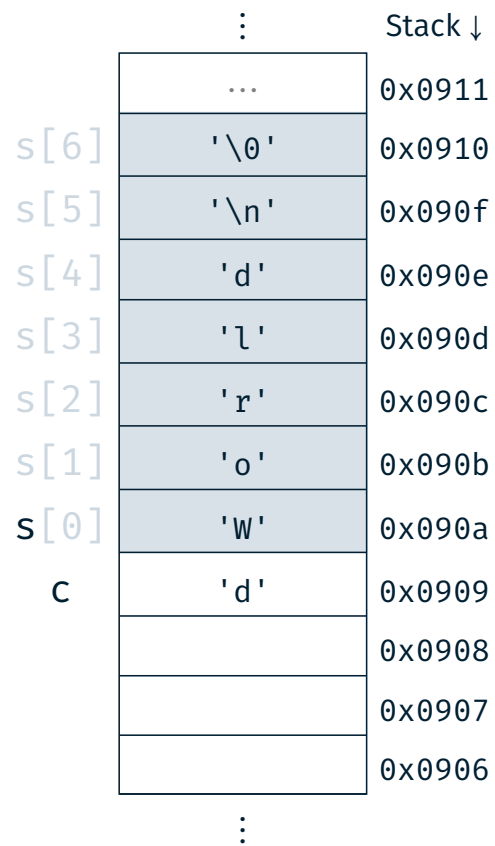 ⋮ Stack ↓
... 0x0911
s[6] '\0' 0x0910
s[5] '\n' 0x090f
s[4] 'd' 0x090e
s[3] 'l' 0x090d
s[2] 'r' 0x090c
s[1] 'o' 0x090b
s[0] 'W' 0x090a
c 'd' 0x0909
0x0908
0x0907
0x0906
⋮